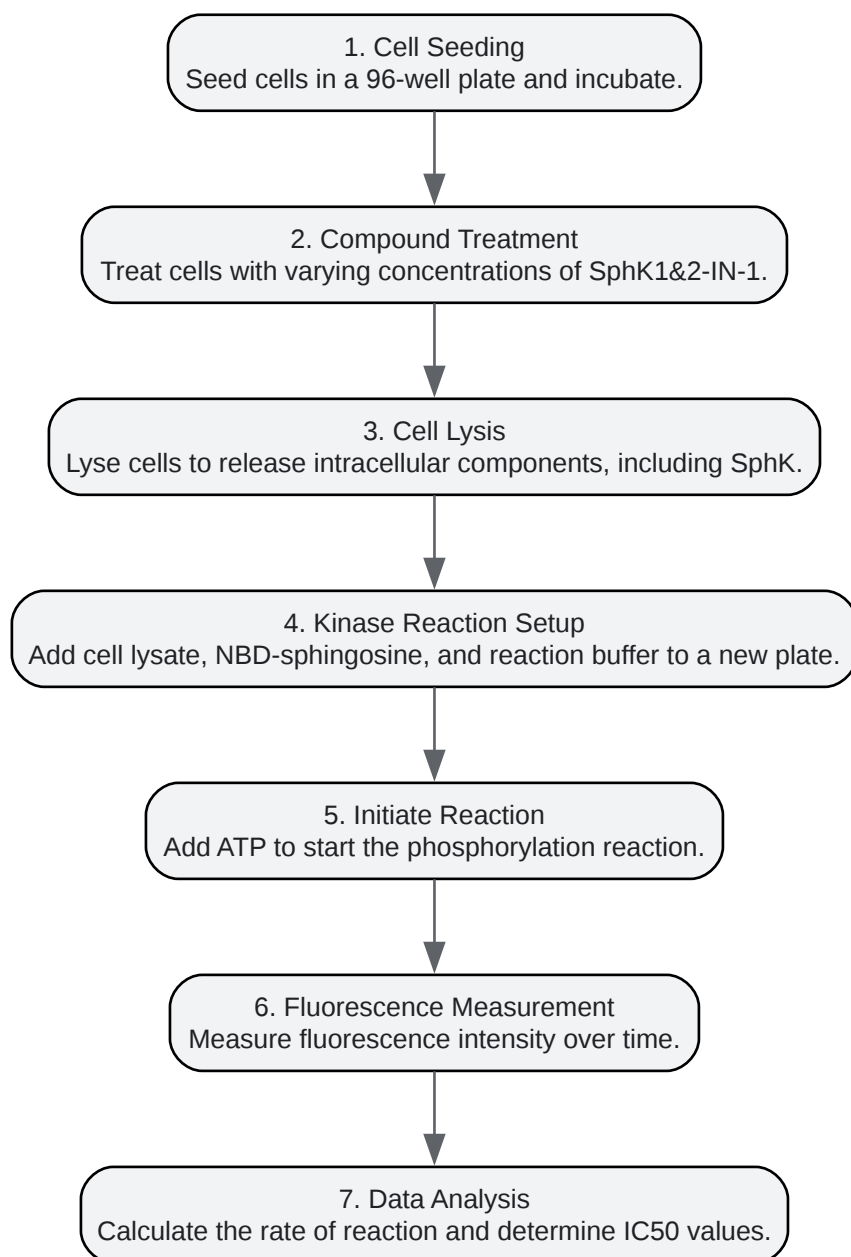 1. Cell Seeding
Seed cells in a 96-well plate and incubate.
2. Compound Treatment
Treat cells with varying concentrations of SphK1&2-IN-1.
3. Cell Lysis
Lyse cells to release intracellular components, including SphK.
4. Kinase Reaction Setup
Add cell lysate, NBD-sphingosine, and reaction buffer to a new plate.
5. Initiate Reaction
Add ATP to start the phosphorylation reaction.
6. Fluorescence Measurement
Measure fluorescence intensity over time.
7. Data Analysis
Calculate the rate of reaction and determine IC50 values.